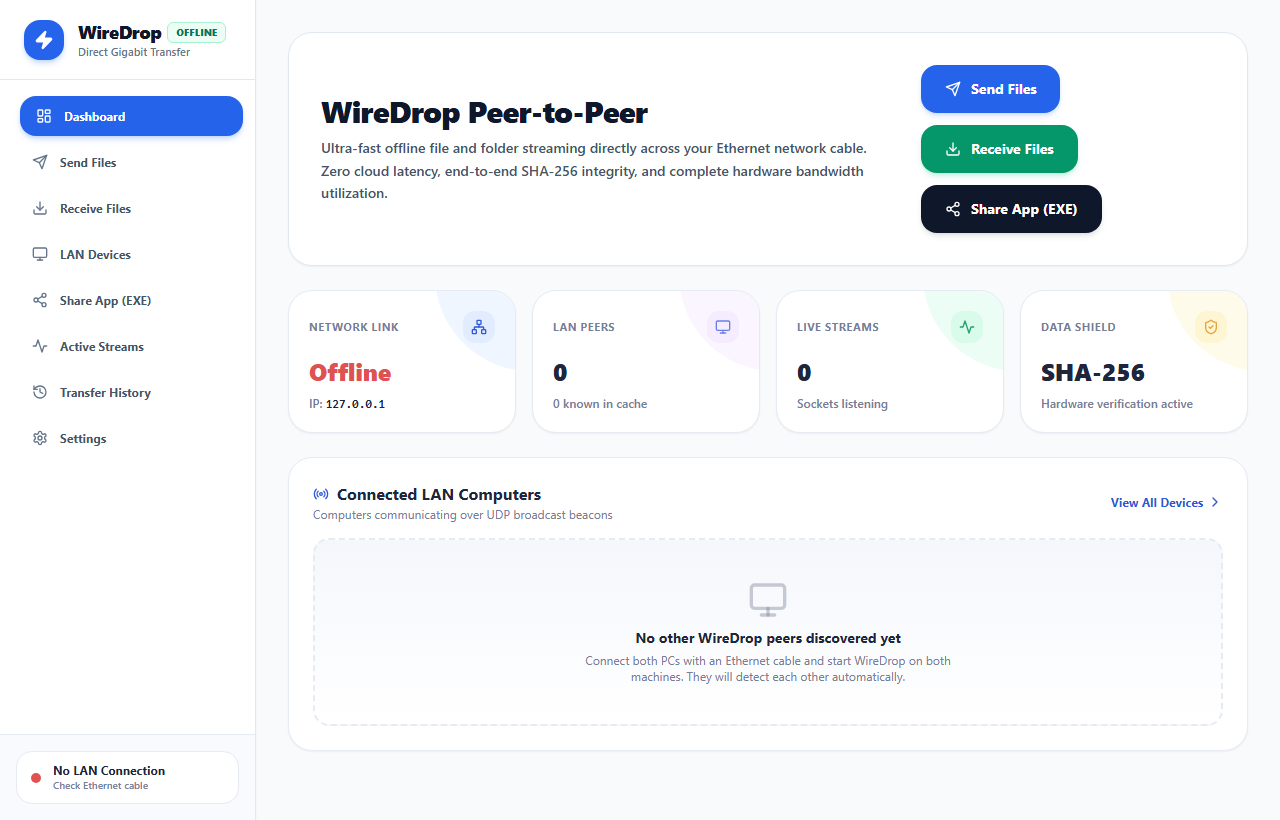 WireDrop OFFLINE
Direct Gigabit Transfer
Dashboard
Send Files
Receive Files
LAN Devices
Share App (EXE)
Active Streams
Transfer History
Settings
No LAN Connection
Check Ethernet cable
WireDrop Peer-to-Peer
Ultra-fast offline file and folder streaming directly across your Ethernet network cable.
Zero cloud latency, end-to-end SHA-256 integrity, and complete hardware bandwidth
utilization.
Send Files
Receive Files
Share App (EXE)
NETWORK LINK
Offline
IP: 127.0.0.1
LAN PEERS
0
0 known in cache
LIVE STREAMS
0
Sockets listening
DATA SHIELD
SHA-256
Hardware verification active
Connected LAN Computers
Computers communicating over UDP broadcast beacons
View All Devices
No other WireDrop peers discovered yet
Connect both PCs with an Ethernet cable and start WireDrop on both
machines. They will detect each other automatically.